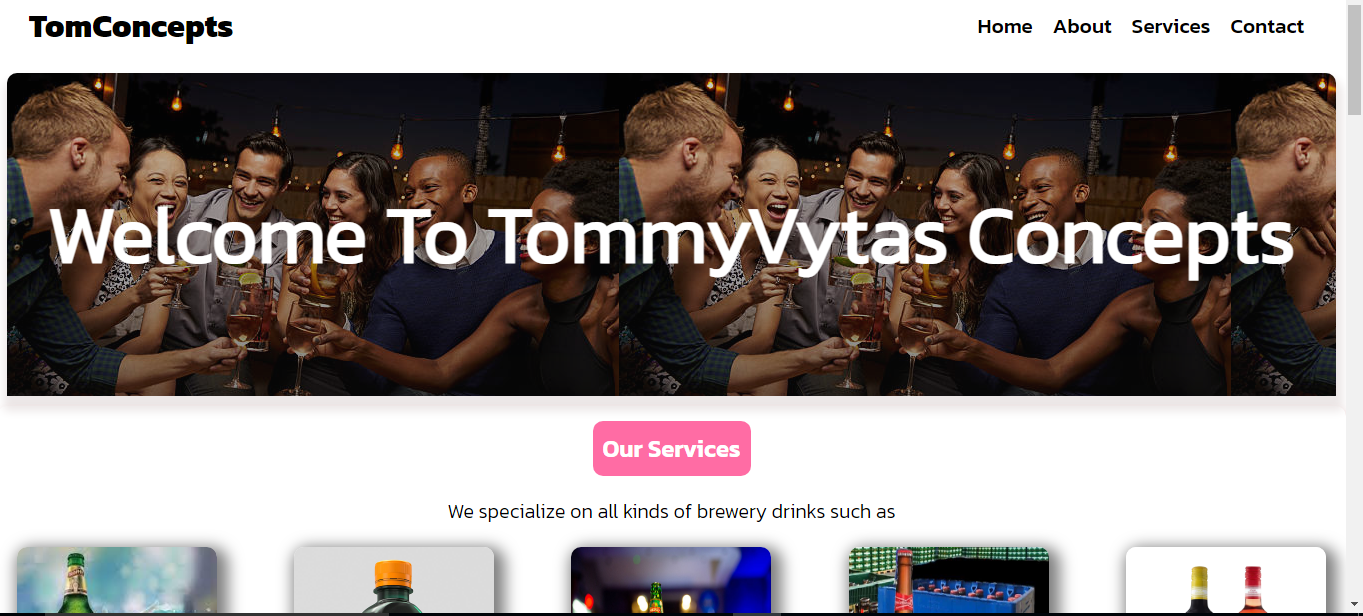 TomConcepts
Home About Services Contact
Welcome To TommyVytas Concepts
Our Services
We specialize on all kinds of brewery drinks such as